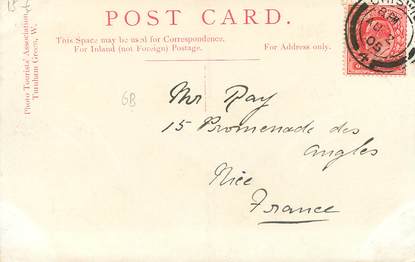 POST CARD.
This Space may be used for Correspondence.
For Inland (not Foreign) Postage.
For Address only.
Photo Tourists' Association,
Turnham Green, W.
6B
Mr Ray
15 Promenade des
Angles
Nice
France